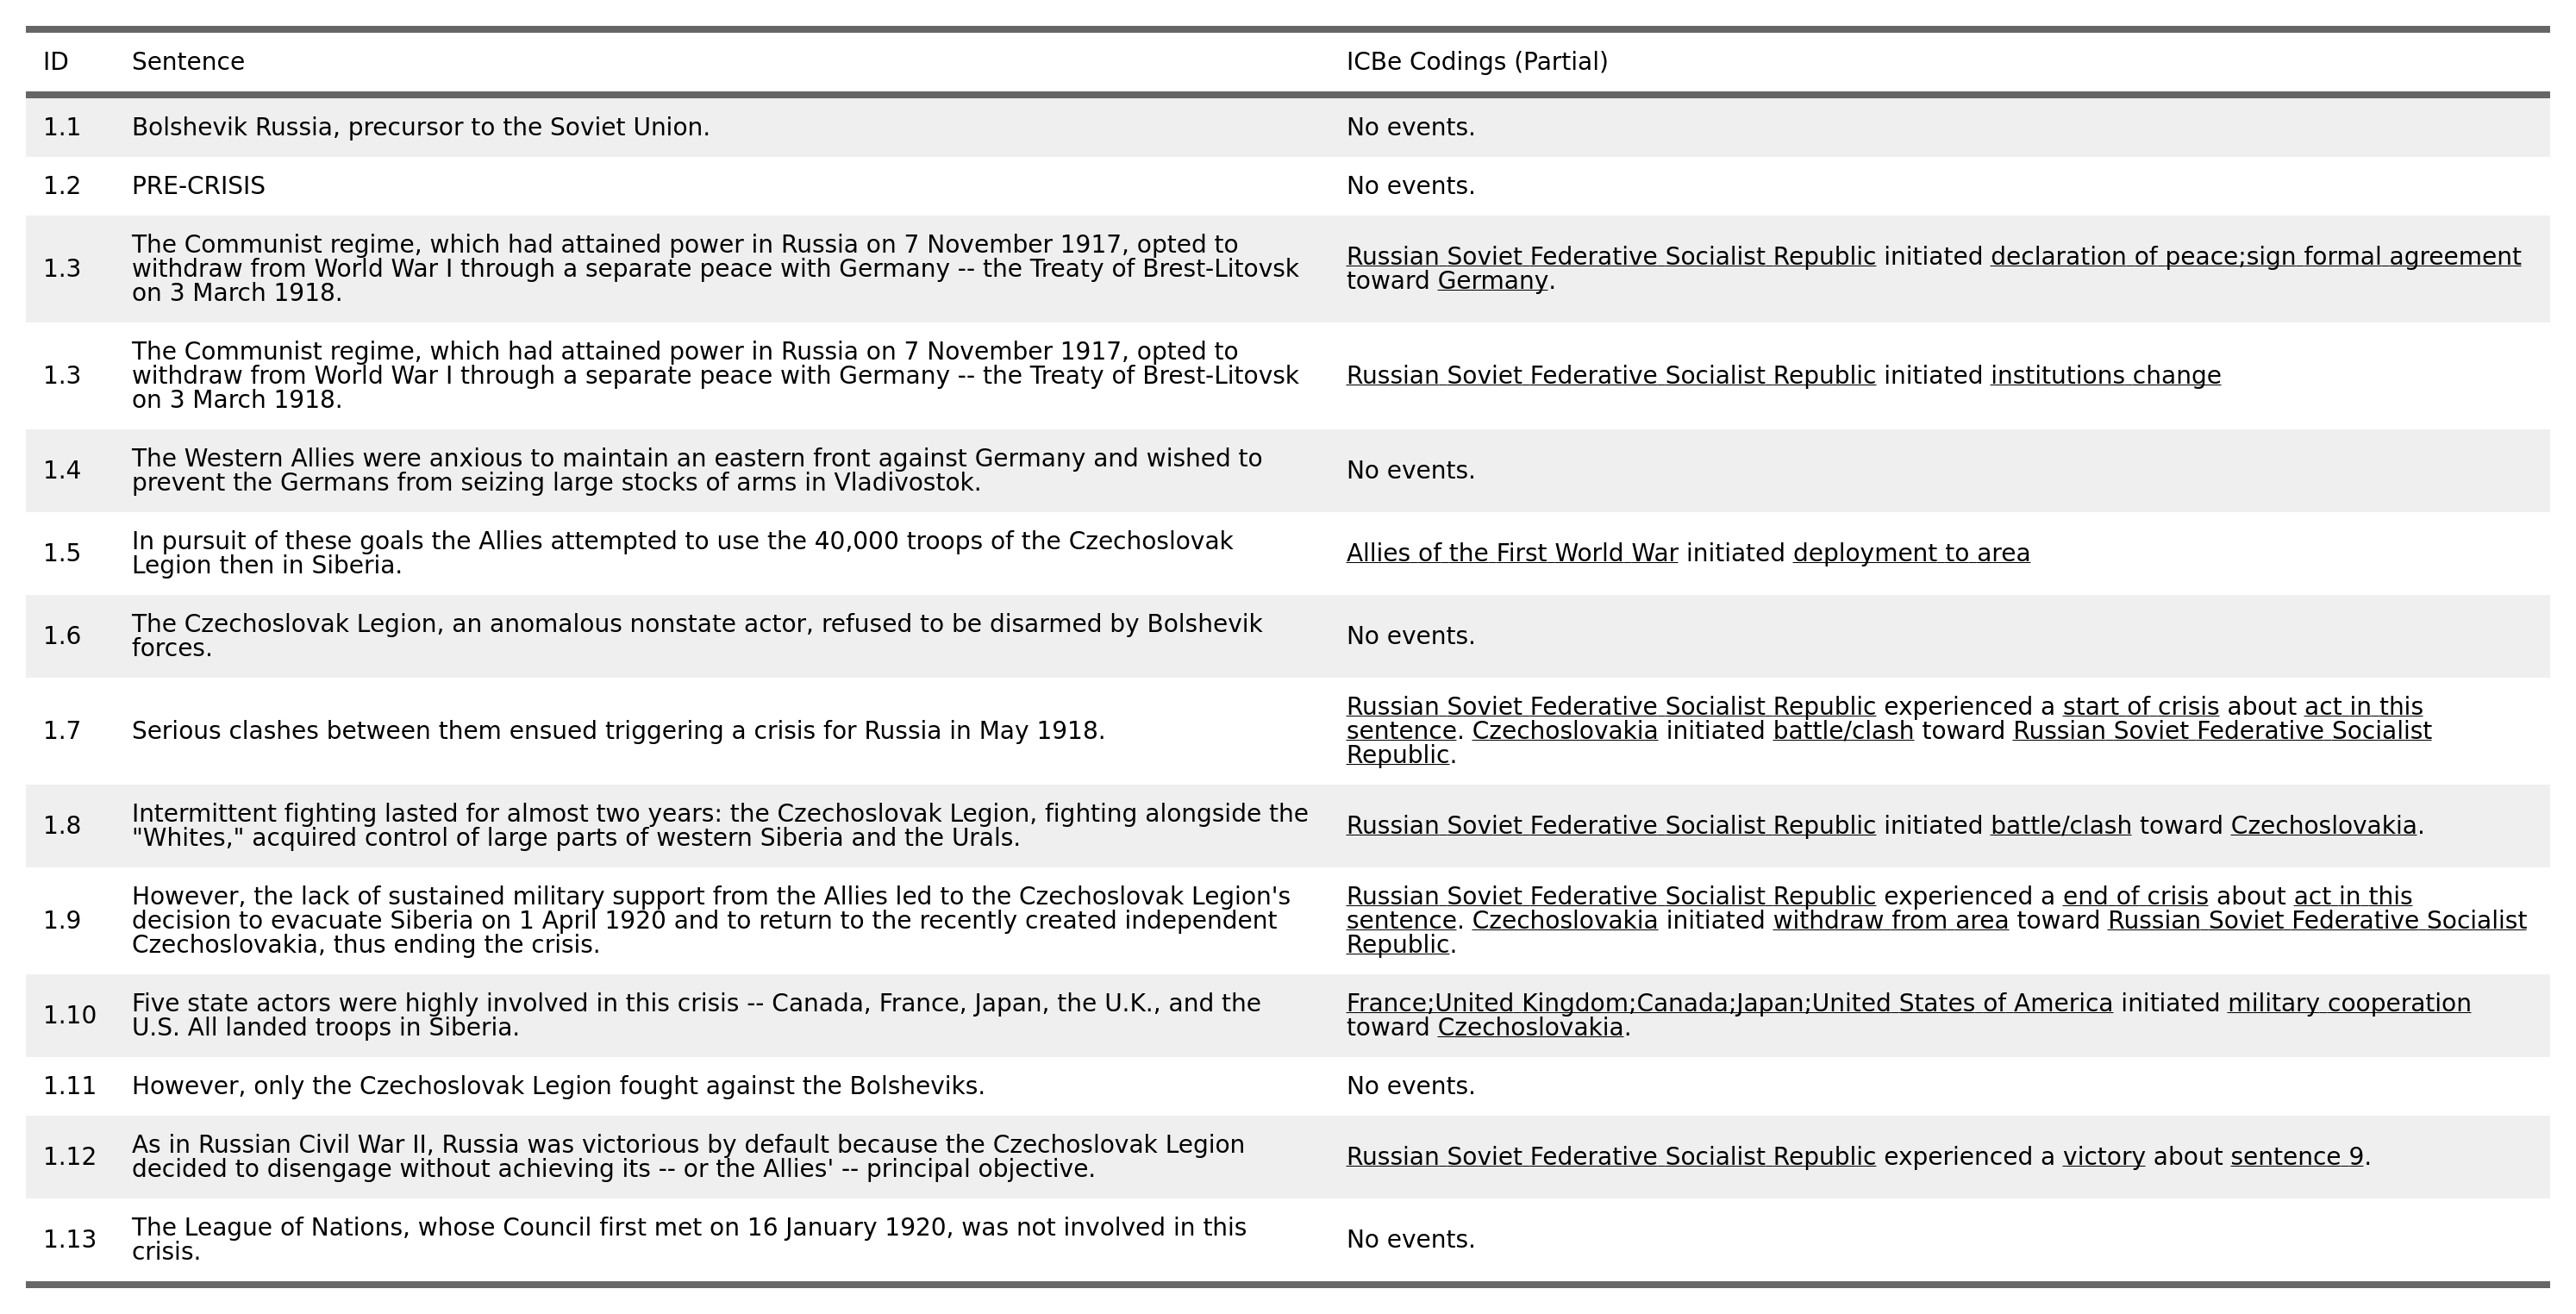 ID Sentence ICBe Codings (Partial)
1.1 Bolshevik Russia, precursor to the Soviet Union. No events.
1.2 PRE-CRISIS No events.
1.3
The Communist regime, which had attained power in Russia on 7 November 1917, opted to
withdraw from World War I through a separate peace with Germany -- the Treaty of Brest-Litovsk
on 3 March 1918.
Russian Soviet Federative Socialist Republic initiated declaration of peace;sign formal agreement
toward Germany.
1.3
The Communist regime, which had attained power in Russia on 7 November 1917, opted to
withdraw from World War I through a separate peace with Germany -- the Treaty of Brest-Litovsk
on 3 March 1918.
Russian Soviet Federative Socialist Republic initiated institutions change
1.4
The Western Allies were anxious to maintain an eastern front against Germany and wished to
prevent the Germans from seizing large stocks of arms in Vladivostok.
No events.
1.5
In pursuit of these goals the Allies attempted to use the 40,000 troops of the Czechoslovak
Legion then in Siberia.
Allies of the First World War initiated deployment to area
1.6
The Czechoslovak Legion, an anomalous nonstate actor, refused to be disarmed by Bolshevik
forces.
No events.
1.7
Serious clashes between them ensued triggering a crisis for Russia in May 1918.
Russian Soviet Federative Socialist Republic experienced a start of crisis about act in this
sentence. Czechoslovakia initiated battle/clash toward Russian Soviet Federative Socialist
Republic.
1.8
Intermittent fighting lasted for almost two years: the Czechoslovak Legion, fighting alongside the
"Whites," acquired control of large parts of western Siberia and the Urals.
Russian Soviet Federative Socialist Republic initiated battle/clash toward Czechoslovakia.
1.9
However, the lack of sustained military support from the Allies led to the Czechoslovak Legion's
decision to evacuate Siberia on 1 April 1920 and to return to the recently created independent
Czechoslovakia, thus ending the crisis.
Russian Soviet Federative Socialist Republic experienced a end of crisis about act in this
sentence. Czechoslovakia initiated withdraw from area toward Russian Soviet Federative Socialist
Republic.
1.10
Five state actors were highly involved in this crisis -- Canada, France, Japan, the U.K., and the
U.S. All landed troops in Siberia.
France;United Kingdom;Canada;Japan;United States of America initiated military cooperation
toward Czechoslovakia.
1.11 However, only the Czechoslovak Legion fought against the Bolsheviks. No events.
1.12
As in Russian Civil War II, Russia was victorious by default because the Czechoslovak Legion
decided to disengage without achieving its -- or the Allies' -- principal objective.
Russian Soviet Federative Socialist Republic experienced a victory about sentence 9.
1.13
The League of Nations, whose Council first met on 16 January 1920, was not involved in this
crisis.
No events.